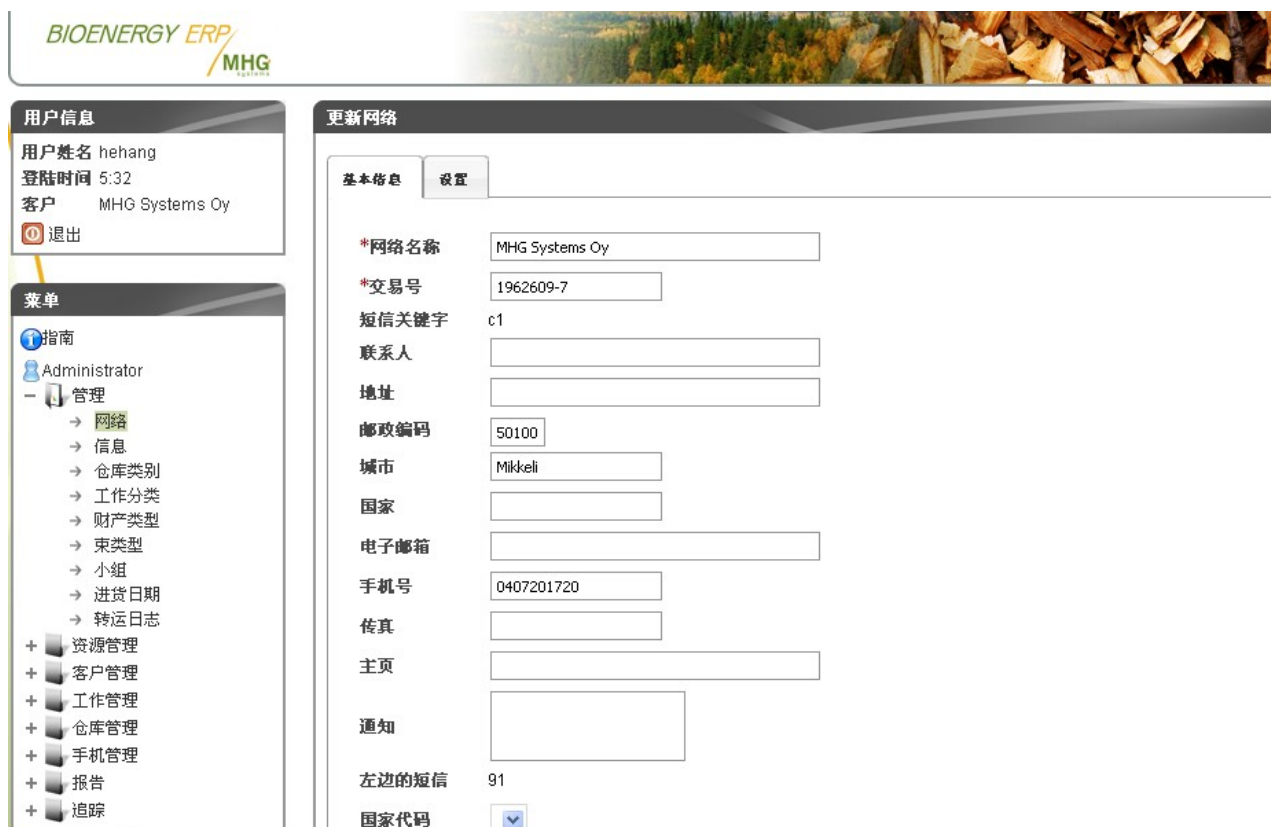 BIOENERGY ERP
MHG
systems
用户信息
用户姓名 hehang
登陆时间 5:32
客户 MHG Systems Oy
退出
菜单
指南
Administrator
管理
网络
信息
仓库类别
工作分类
财产类型
束类型
小组
进货日期
转运日志
资源管理
客户管理
工作管理
仓库管理
手机管理
报告
追踪
更新网络
基本信息 设置
*网络名称 MHG Systems Oy
*交易号 1962609-7
短信关键字 c1
联系人
地址
邮政编码 50100
城市 Mikkeli
国家
电子邮箱
手机号 0407201720
传真
主页
通知
左边的短信 91
国家代码